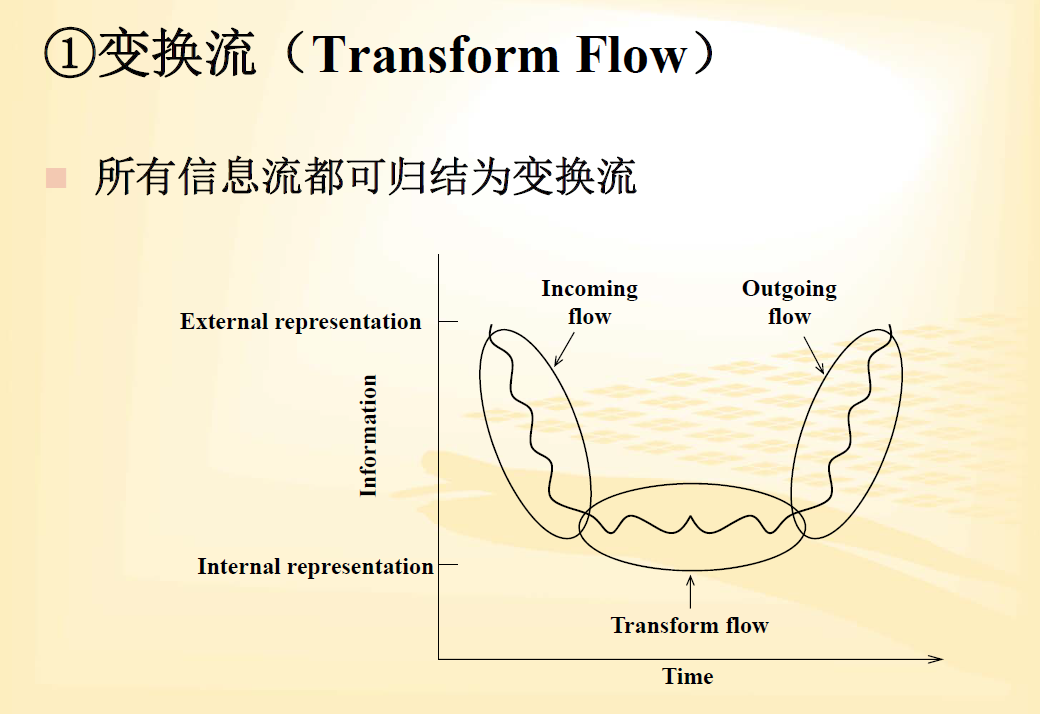 ①变换流（Transform Flow）
所有信息流都可归结为变换流
Incoming
flow
Outgoing
flow
External representation
Information
Internal representation
Transform flow
Time